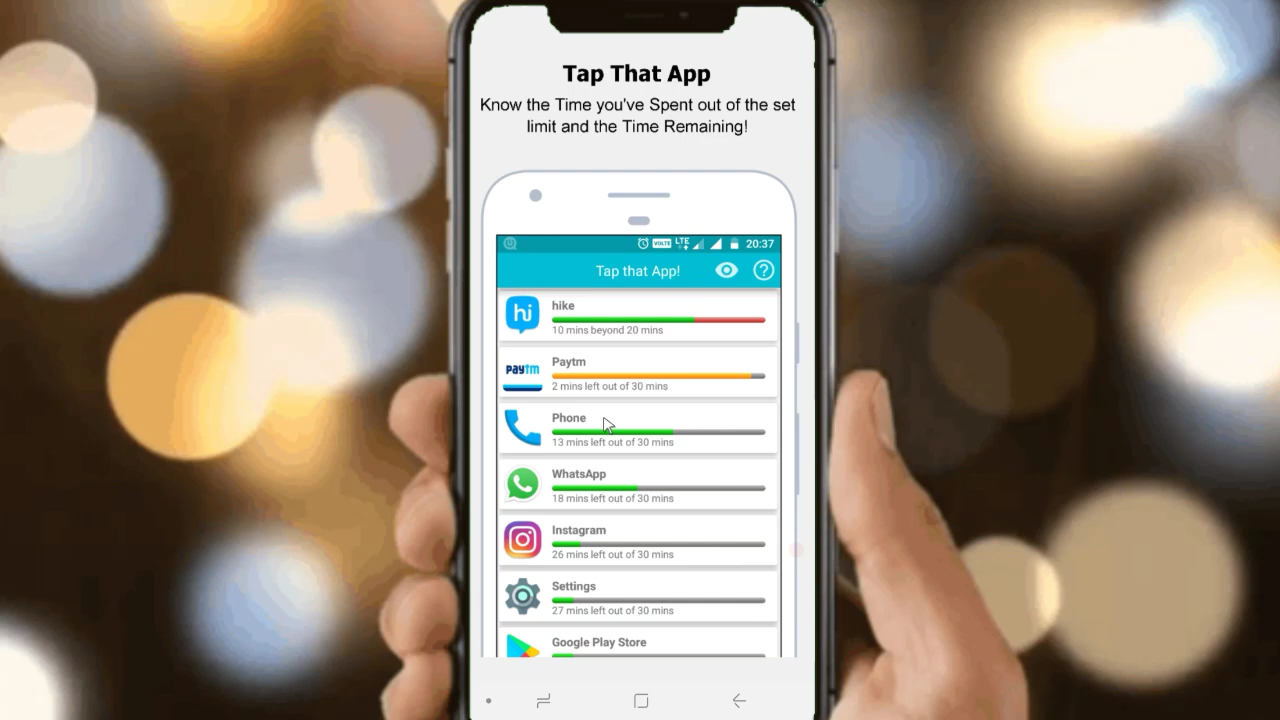 Tap That App
Know the Time you've Spent out of the set
limit and the Time Remaining!
VOLTE LTE 20:37
Tap that App!
?
hi
hike
10 mins beyond 20 mins
paytm
Paytm
2 mins left out of 30 mins
Phone
13 mins left out of 30 mins
WhatsApp
18 mins left out of 30 mins
Instagram
26 mins left out of 30 mins
Settings
27 mins left out of 30 mins
Google Play Store